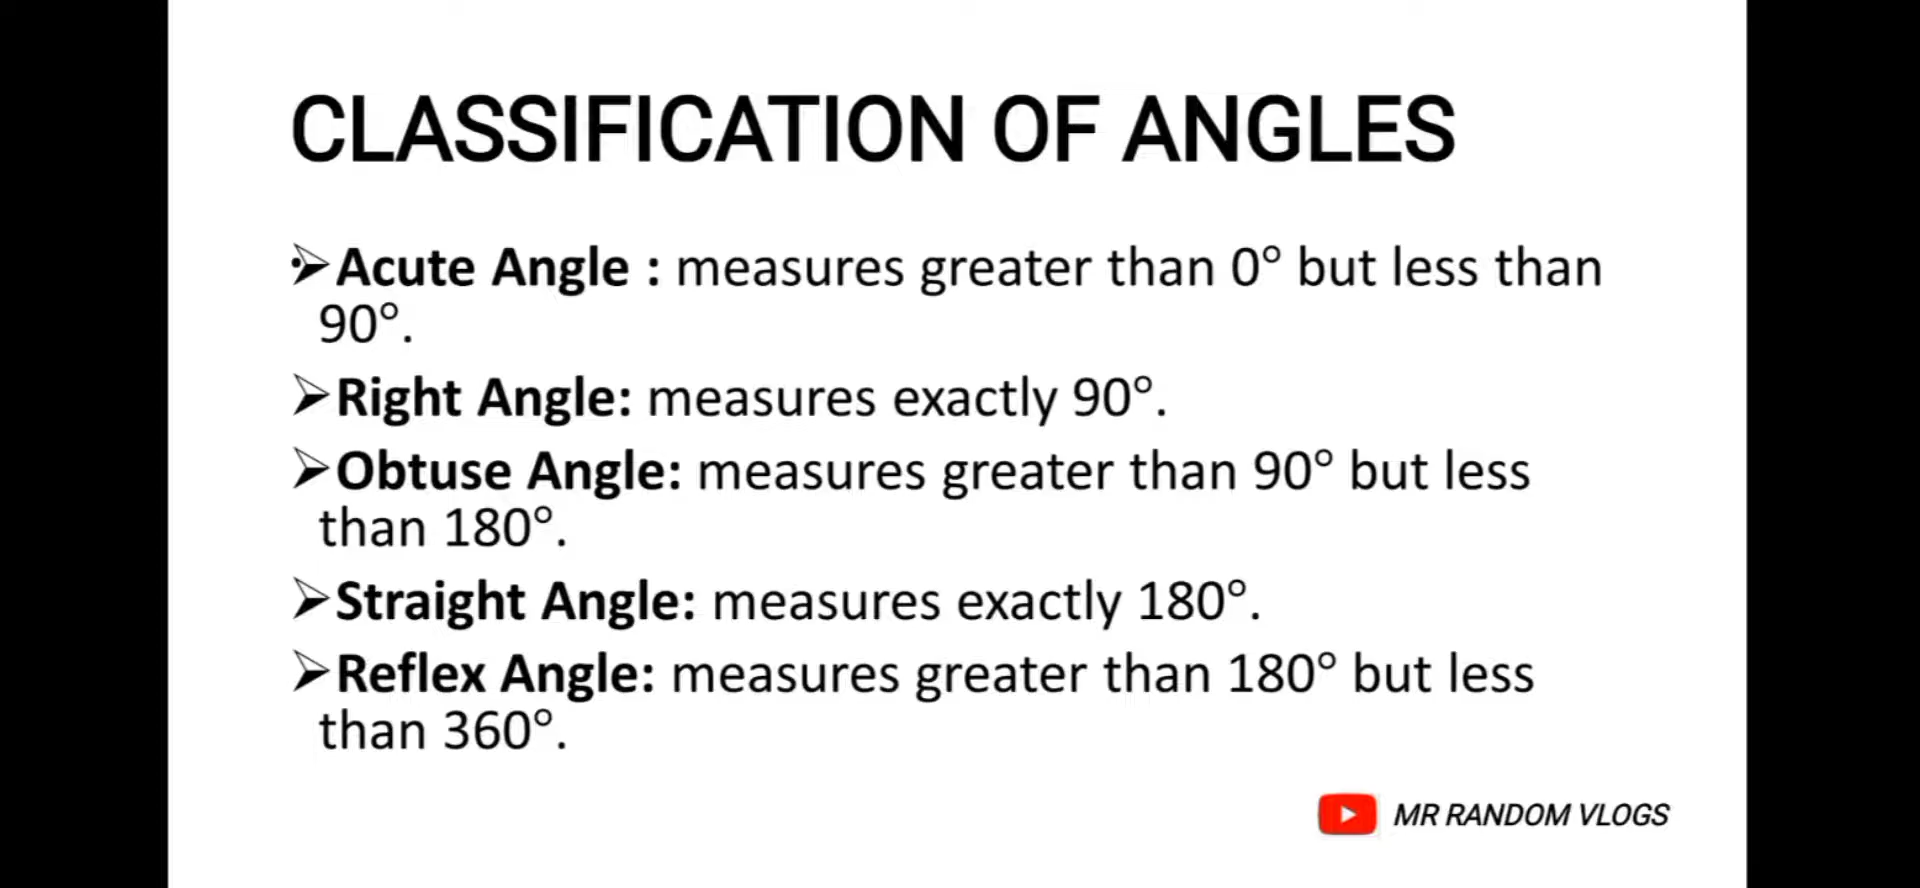 CLASSIFICATION OF ANGLES
➢Acute Angle : measures greater than 0° but less than
90°.
➢Right Angle: measures exactly 90°.
➢Obtuse Angle: measures greater than 90° but less
than 180°.
➢Straight Angle: measures exactly 180°.
➢Reflex Angle: measures greater than 180° but less
than 360°.
MR RANDOM VLOGS